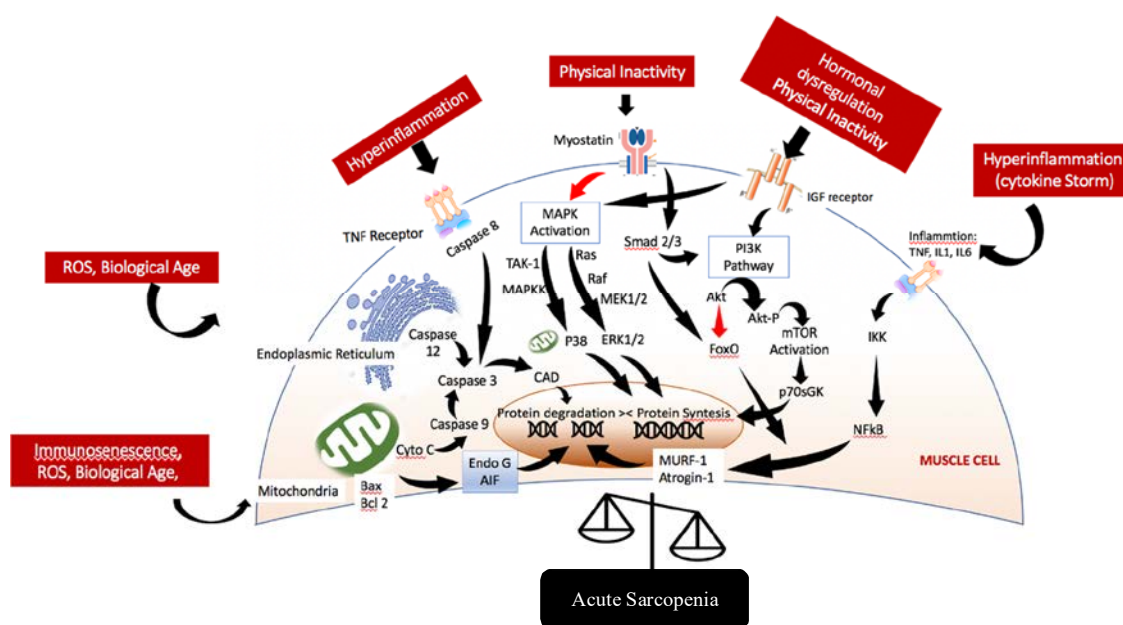 Physical Inactivity
Hormonal
dysregulation
Physical Inactivity
Hyperinflammation
Hyperinflammation
(cytokine Storm)
Myostatin
IGF receptor
TNF Receptor
Caspase 8
MAPK
Activation
Smad 2/3
PI3K
Pathway
Inflammtion:
TNF, IL1, IL6
ROS, Biological Age
TAK-1
Ras
MAPKK
Raf
MEK1/2
Akt
Akt-P
mTOR
Activation
IKK
Endoplasmic Reticulum
Caspase
12
P38
ERK1/2
FoxO
p70sGK
Caspase 3
CAD
Protein degradation >< Protein Syntesis
Caspase 9
Cyto C
NFkB
Immunosenescence,
ROS, Biological Age,
Mitochondria
Bax
Bcl 2
Endo G
AIF
MURF-1
Atrogin-1
MUSCLE CELL
Acute Sarcopenia